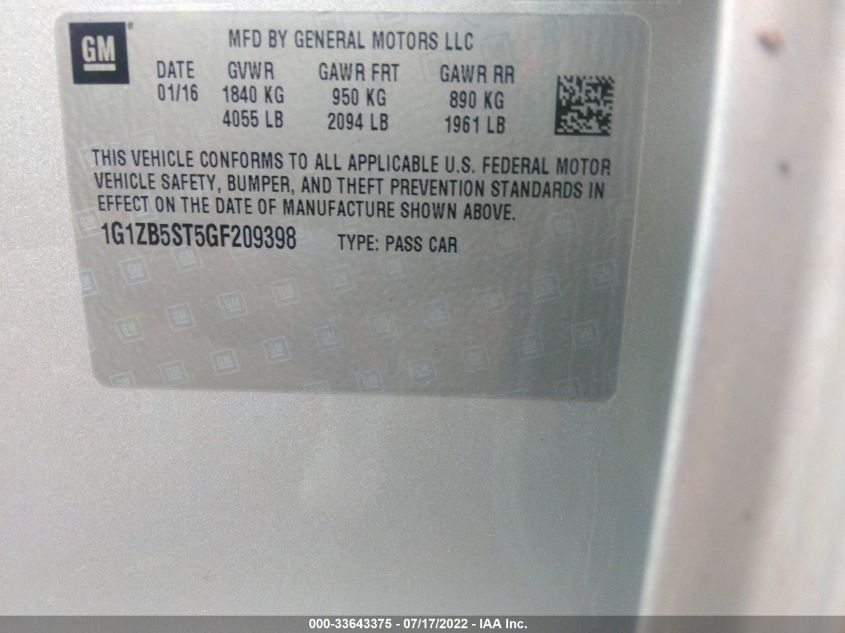 GM
MFD BY GENERAL MOTORS LLC
DATE GVWR GAWR FRT GAWR RR
01/16 1840 KG 950 KG 890 KG
4055 LB 2094 LB 1961 LB
THIS VEHICLE CONFORMS TO ALL APPLICABLE U.S. FEDERAL MOTOR
VEHICLE SAFETY, BUMPER, AND THEFT PREVENTION STANDARDS IN
EFFECT ON THE DATE OF MANUFACTURE SHOWN ABOVE.
1G1ZB5ST5GF209398 TYPE: PASS CAR
000-33643375 - 07/17/2022 - IAA Inc.